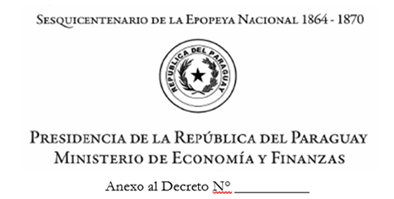 Sesquicentenario de la Epopeya Nacional 1864 - 1870
REPUBLICA DEL PARAGUAY
Presidencia de la República del Paraguay
Ministerio de Economía y Finanzas
Anexo al Decreto N° ____________